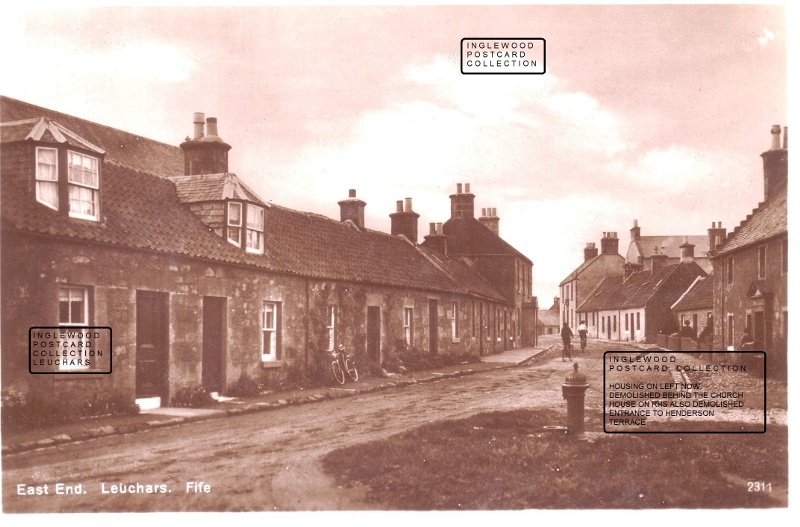 INGLEWOOD
POSTCARD
COLLECTION
INGLEWOOD
POSTCARD
COLLECTION
LEUCHARS
INGLEWOOD
POSTCARD COLLECTION
HOUSING ON LEFT NOW
DEMOLISHED BEHIND THE CHURCH
HOUSE ON RHS ALSO DEMOLISHED
ENTRANCE TO HENDERSON
TERRACE
East End. Leuchars. Fife
2311